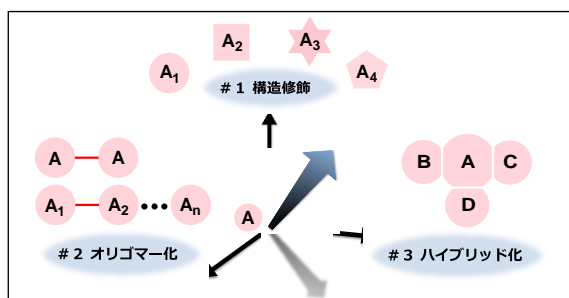 A₁
A₂
A₃
A₄
#1 構造修飾
A A
A₁ A₂ ••• Aₙ
#2 オリゴマー化
A
B A C
D
#3 ハイブリッド化